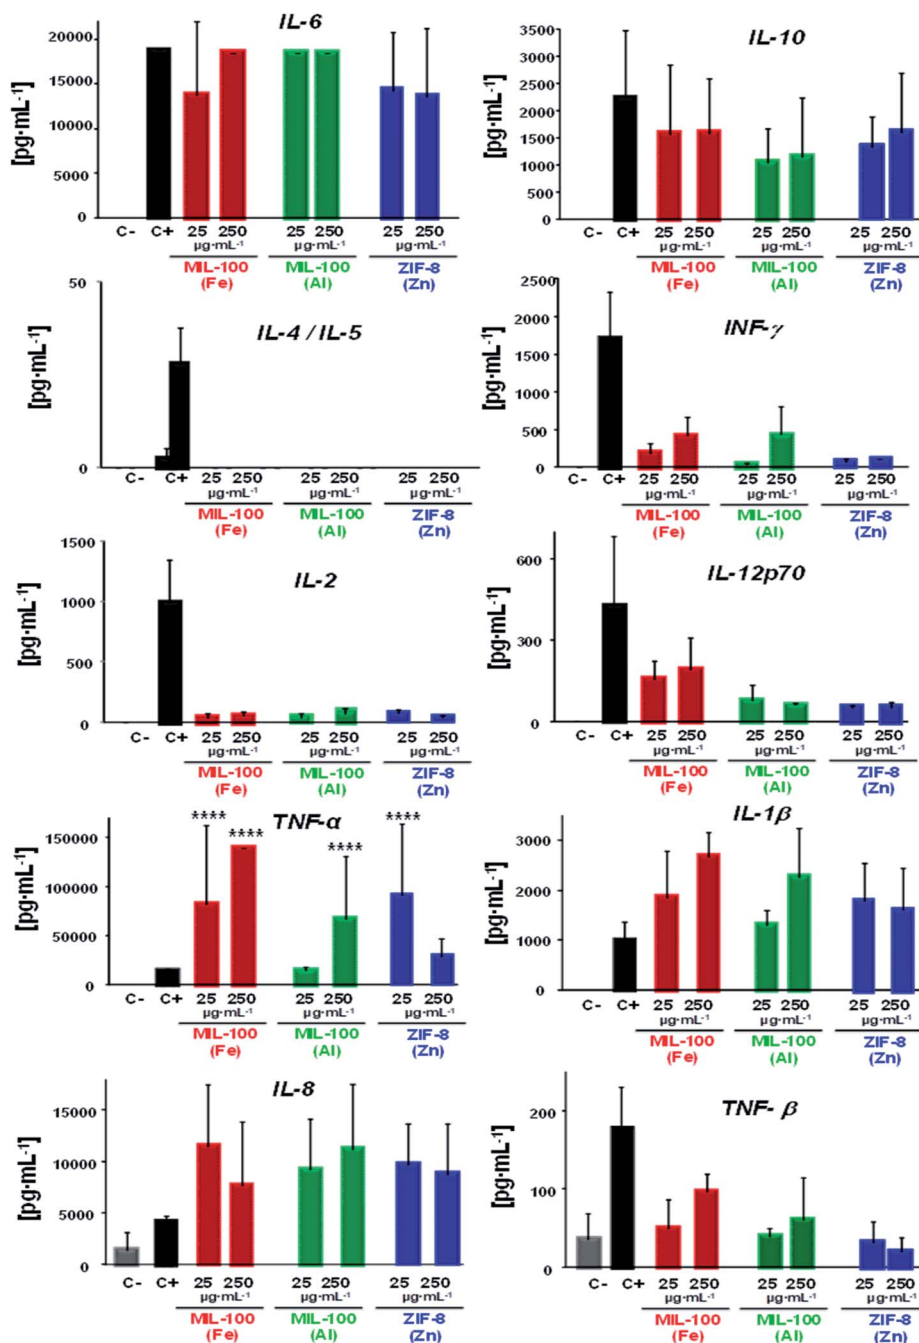 IL-6
[pg·mL-1]
20000
15000
10000
5000
0
C- C+ 25 250 25 250 25 250
µg·mL-1 µg·mL-1 µg·mL-1
MIL-100 MIL-100 ZIF-8
(Fe) (Al) (Zn)
IL-10
[pg·mL-1]
3500
3000
2500
2000
1500
1000
500
0
C- C+ 25 250 25 250 25 250
µg·mL-1 µg·mL-1 µg·mL-1
MIL-100 MIL-100 ZIF-8
(Fe) (Al) (Zn)
IL-4 / IL-5
[pg·mL-1]
50
0
C- C+ 25 250 25 250 25 250
µg·mL-1 µg·mL-1 µg·mL-1
MIL-100 MIL-100 ZIF-8
(Fe) (Al) (Zn)
INF-γ
[pg·mL-1]
2500
2000
1500
1000
500
0
C- C+ 25 250 25 250 25 250
µg·mL-1 µg·mL-1 µg·mL-1
MIL-100 MIL-100 ZIF-8
(Fe) (Al) (Zn)
IL-2
[pg·mL-1]
1500
1000
500
0
C- C+ 25 250 25 250 25 250
µg·mL-1 µg·mL-1 µg·mL-1
MIL-100 MIL-100 ZIF-8
(Fe) (Al) (Zn)
IL-12p70
[pg·mL-1]
600
300
0
C- C+ 25 250 25 250 25 250
µg·mL-1 µg·mL-1 µg·mL-1
MIL-100 MIL-100 ZIF-8
(Fe) (Al) (Zn)
TNF-α
**** **** **** ****
[pg·mL-1]
150000
100000
50000
0
C- C+ 25 250 25 250 25 250
µg·mL-1 µg·mL-1 µg·mL-1
MIL-100 MIL-100 ZIF-8
(Fe) (Al) (Zn)
IL-1β
[pg·mL-1]
3000
2000
1000
0
C- C+ 25 250 25 250 25 250
µg·mL-1 µg·mL-1 µg·mL-1
MIL-100 MIL-100 ZIF-8
(Fe) (Al) (Zn)
IL-8
[pg·mL-1]
15000
10000
5000
0
C- C+ 25 250 25 250 25 250
µg·mL-1 µg·mL-1 µg·mL-1
MIL-100 MIL-100 ZIF-8
(Fe) (Al) (Zn)
TNF- β
[pg·mL-1]
200
100
0
C- C+ 25 250 25 250 25 250
µg·mL-1 µg·mL-1 µg·mL-1
MIL-100 MIL-100 ZIF-8
(Fe) (Al) (Zn)